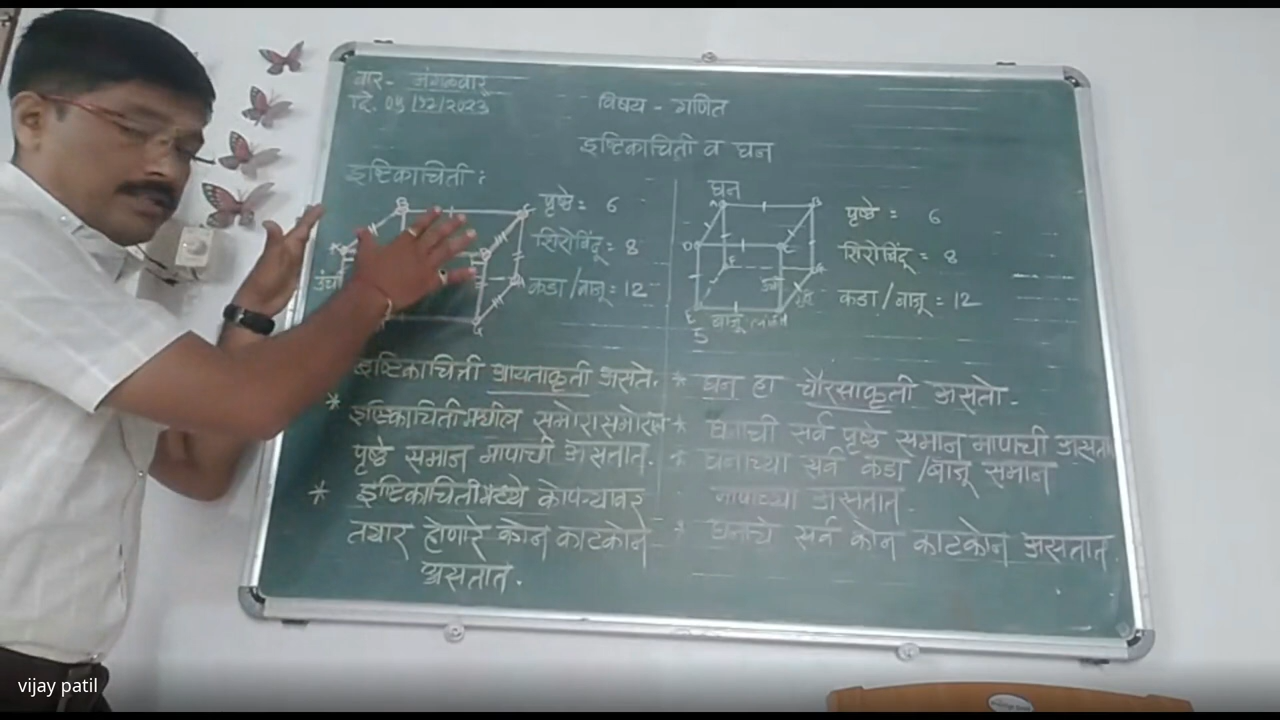 वार- मंगळवार
दि. 05/12/2023
विषय - गणित
इष्टिकाचिती व घन
इष्टिकाचिती :
पृष्ठे = 6
शिरोबिंदू = 8
कडा /बाजू = 12
उंची
घन
पृष्ठे = 6
शिरोबिंदू = 8
कडा /बाजू = 12
A
B
D
C
F
E
बाजू
5
इष्टिकाचिती आयताकृती असते.
* इष्टिकाचितीमधील समोरासमोरील
पृष्ठे समान मापाची असतात.
* इष्टिकाचितीमध्ये कोपऱ्यावर
तयार होणारे कोन काटकोन
असतात.
* घन हा चौरसाकृती असतो.
* घनाची सर्व पृष्ठे समान मापाची असतात
* घनाच्या सर्व कडा /बाजू समान
मापाच्या असतात.
* घनाचे सर्व कोन काटकोन असतात.
vijay patil